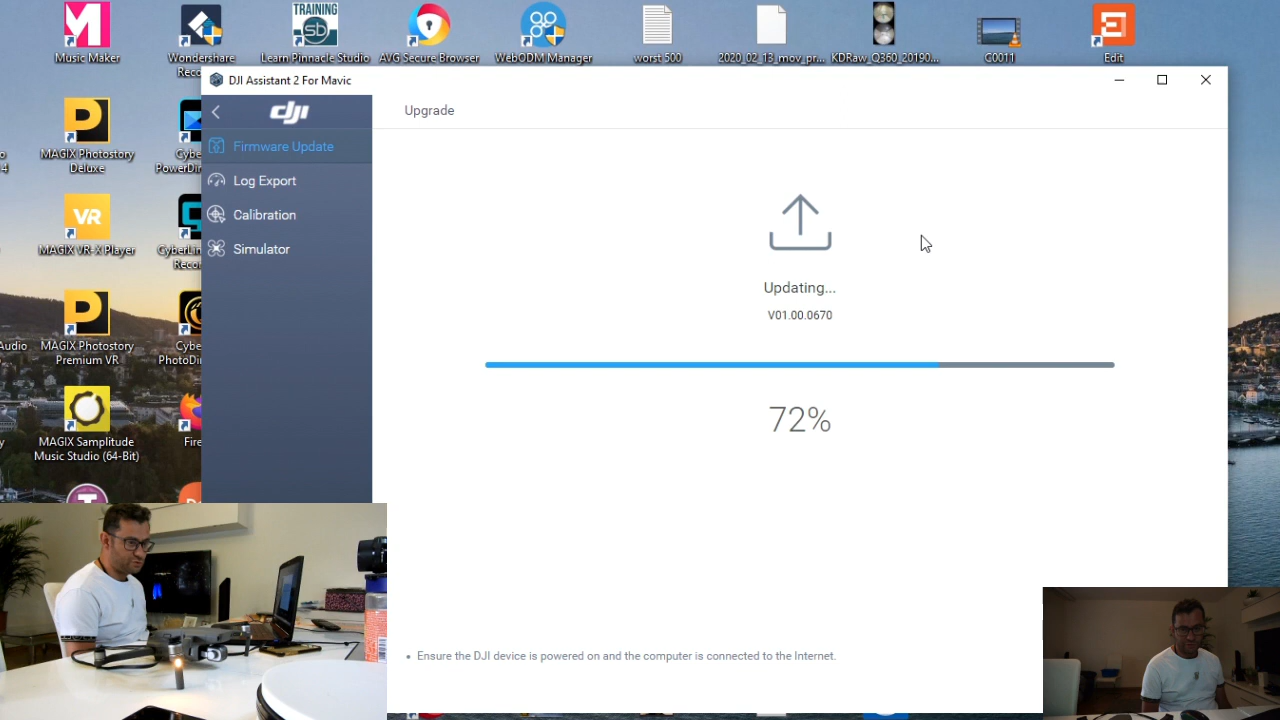 Music Maker
Wondershare
Reco
TRAINING
sb
Learn Pinnacle Studio
AVG Secure Browser
WebODM Manager
worst 500
2020_02_13_mov_pr...
KDRaw_Q360_20190...
C0011
Edit
DJI Assistant 2 For Mavic
dji
Upgrade
Firmware Update
Log Export
Calibration
Simulator
Updating...
V01.00.0670
72%
Ensure the DJI device is powered on and the computer is connected to the Internet.
MAGIX Photostory
Deluxe
Cybe
PowerDir
VR
MAGIX VR-X Player
CyberLin
Reco
MAGIX Photostory
Premium VR
Cybe
PhotoDi
Audio
MAGIX Samplitude
Music Studio (64-Bit)
Fire